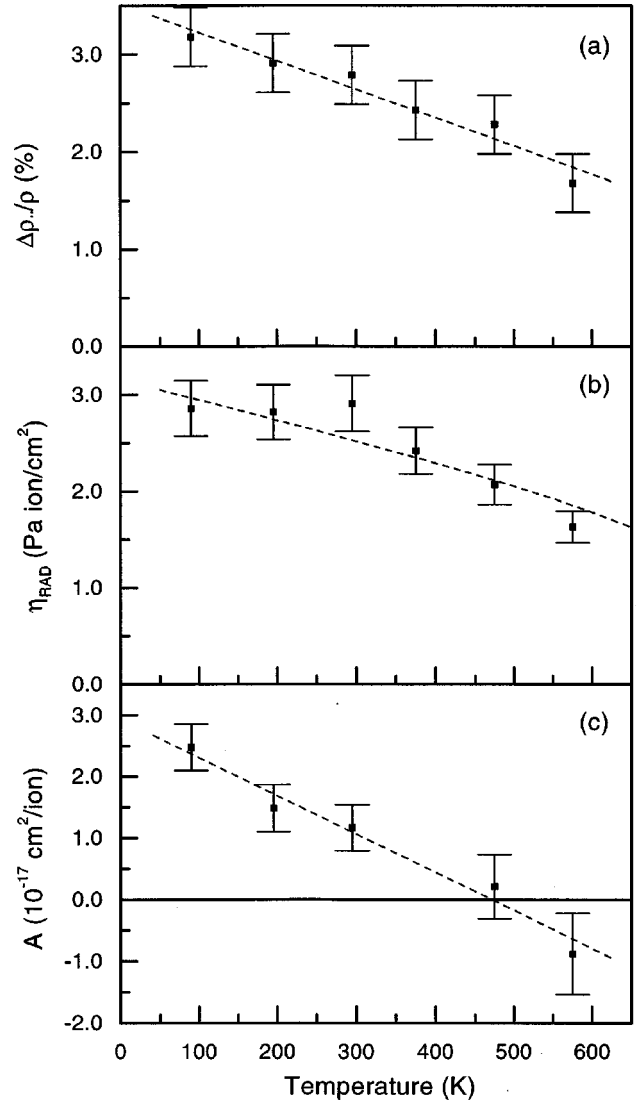 (a)
3.0
2.0
1.0
0.0
Δρ./ρ (%)
(b)
3.0
2.0
1.0
0.0
ηRAD (Pa ion/cm²)
(c)
3.0
2.0
1.0
0.0
-1.0
-2.0
A (10⁻¹⁷ cm²/ion)
0 100 200 300 400 500 600
Temperature (K)